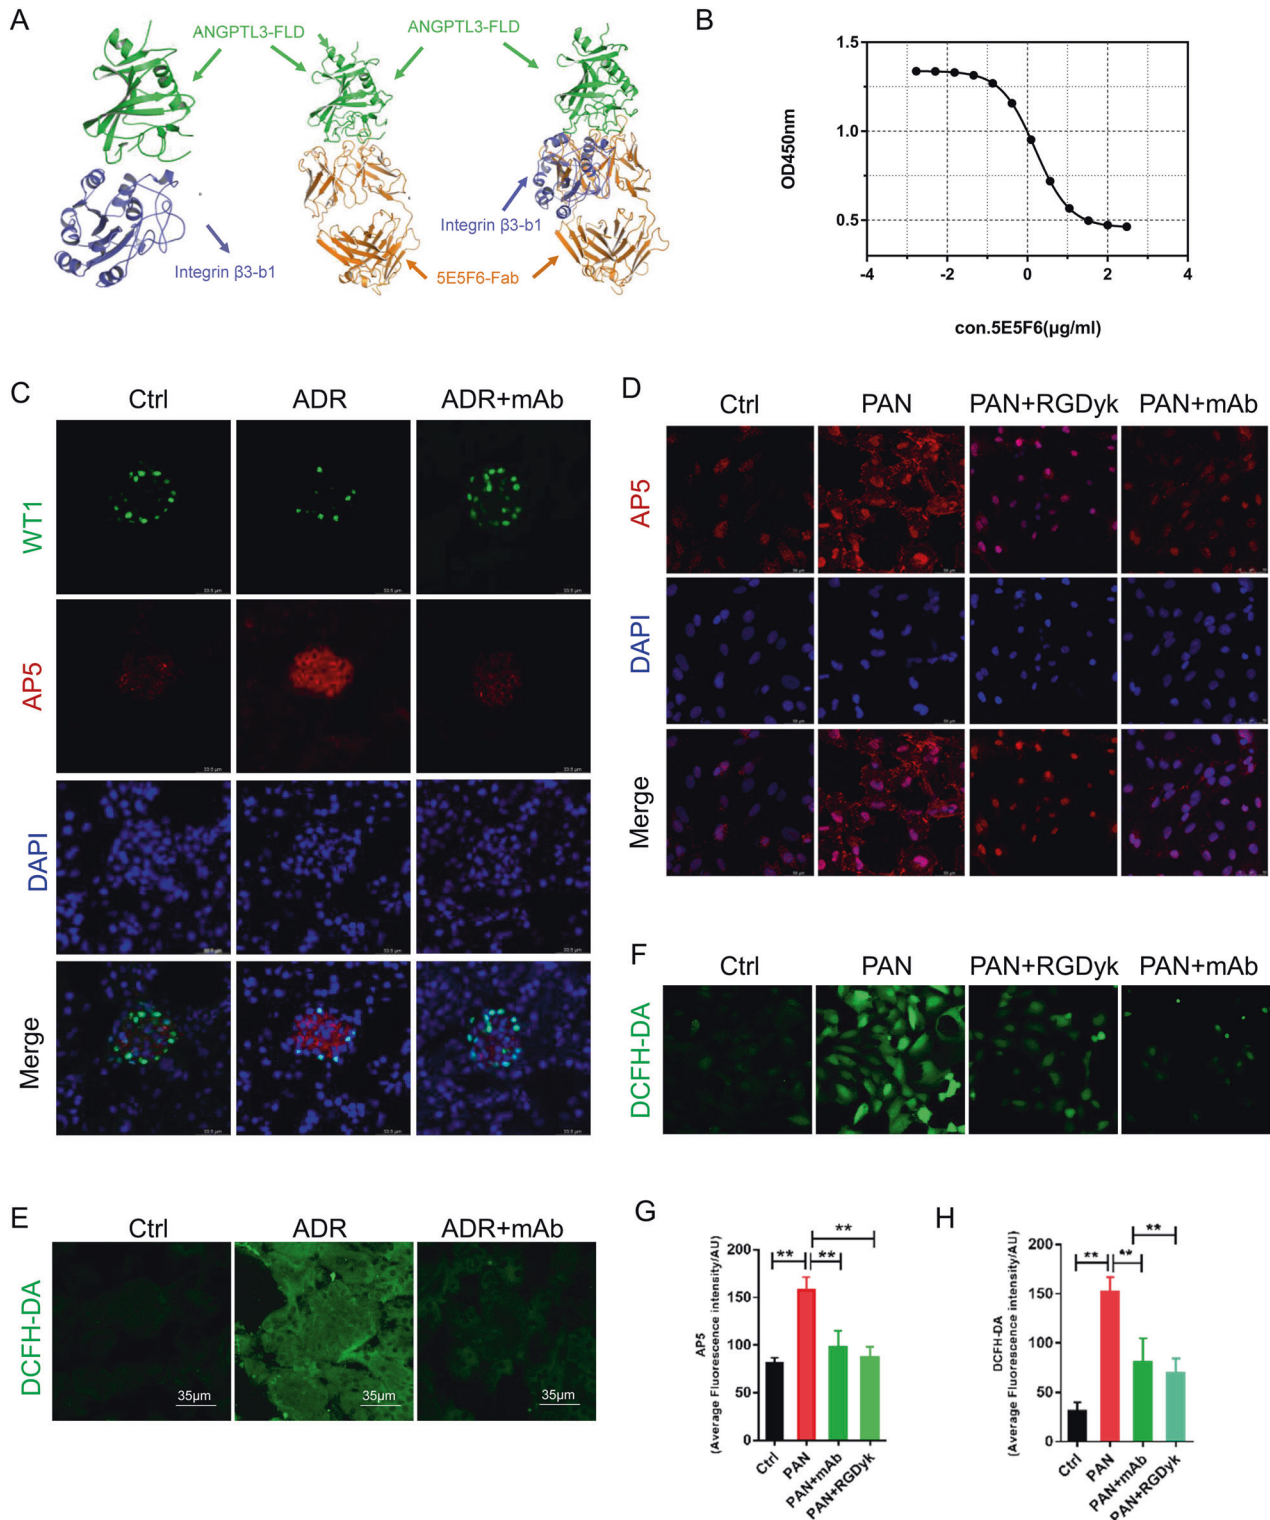 A
ANGPTL3-FLD
ANGPTL3-FLD
Integrin β3-b1
Integrin β3-b1
5E5F6-Fab
B
1.5
1.0
0.5
OD450nm
-4
-2
0
2
4
con.5E5F6(μg/ml)
C
Ctrl
ADR
ADR+mAb
WT1
AP5
DAPI
Merge
D
Ctrl
PAN
PAN+RGDyk
PAN+mAb
AP5
DAPI
Merge
E
Ctrl
ADR
ADR+mAb
DCFH-DA
35μm
35μm
35μm
F
Ctrl
PAN
PAN+RGDyk
PAN+mAb
DCFH-DA
G
AP5
(Average Fluorescence intensity/AU)
200
150
100
50
0
**
**
**
Ctrl
PAN
PAN+mAb
PAN+RGDyk
H
DCFH-DA
(Average Fluorescence intensity/AU)
200
150
100
50
0
**
**
**
Ctrl
PAN
PAN+mAb
PAN+RGDyk